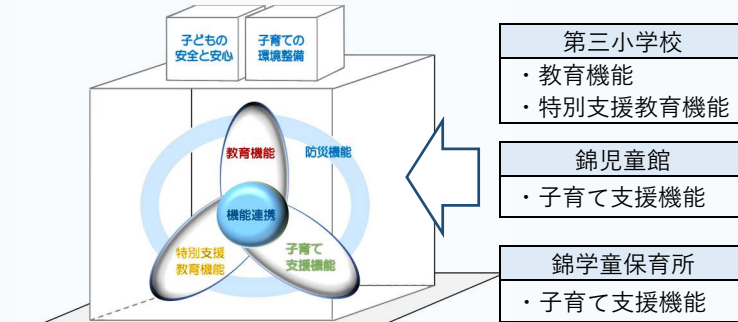 子どもの
安全と安心
子育ての
環境整備
教育機能
防災機能
機能連携
特別支援
教育機能
子育て
支援機能
第三小学校
・教育機能
・特別支援教育機能
錦児童館
・子育て支援機能
錦学童保育所
・子育て支援機能